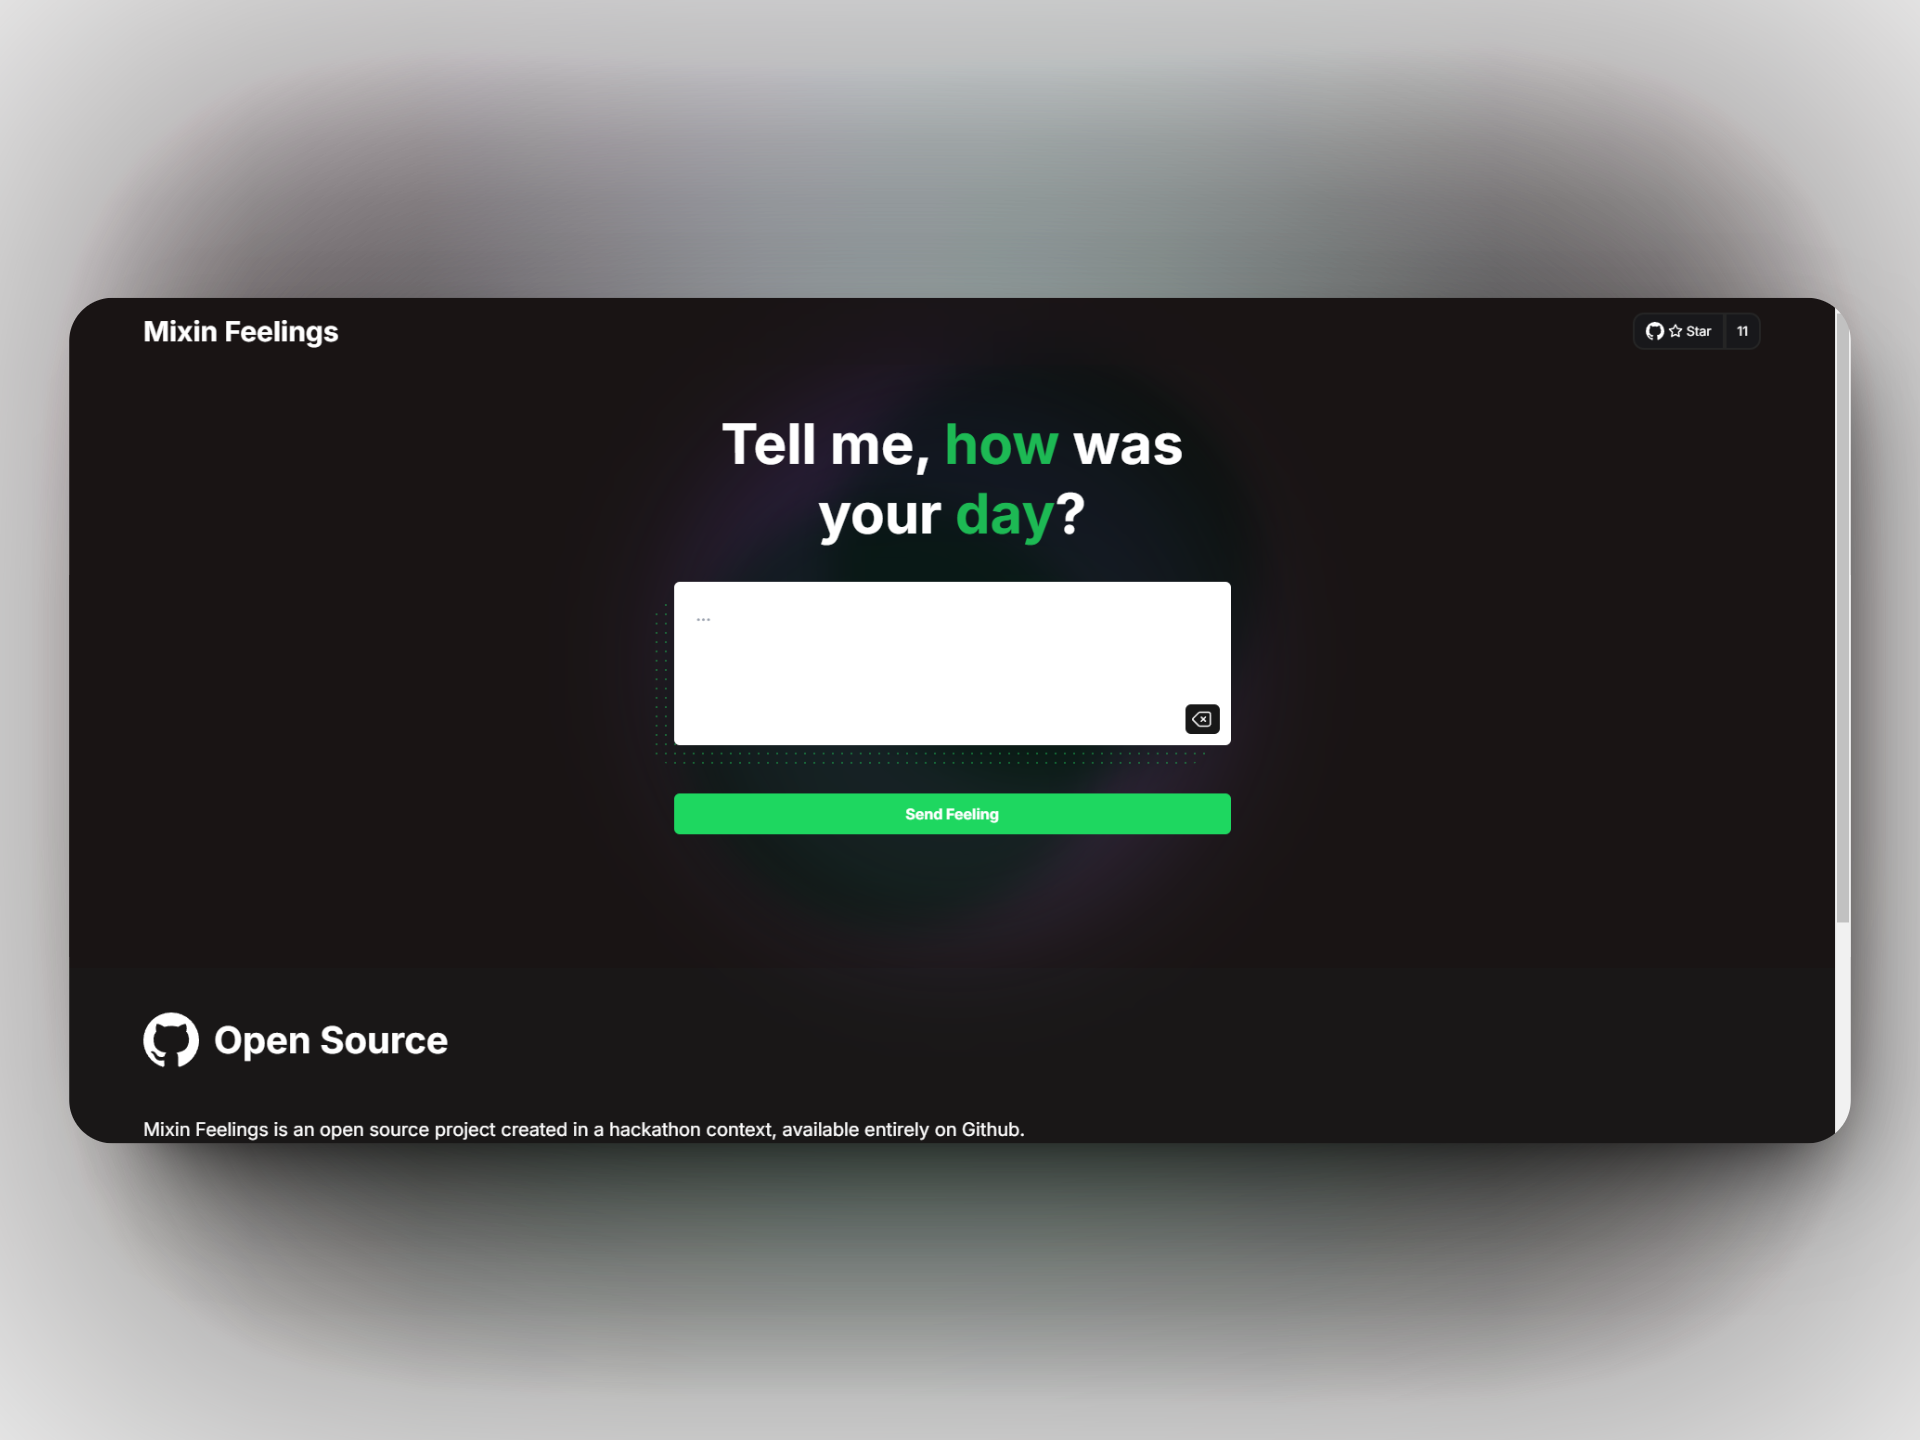 Mixin Feelings
Star 11
Tell me, how was
your day?
...
Send Feeling
Open Source
Mixin Feelings is an open source project created in a hackathon context, available entirely on Github.